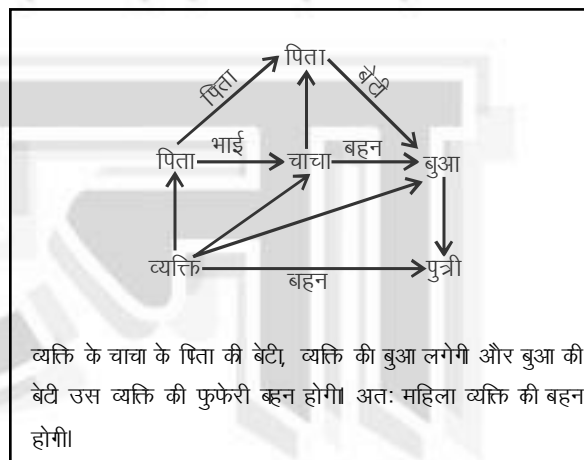 पिता
पिता
बेटी
पिता
भाई
चाचा
बहन
बुआ
व्यक्ति
बहन
पुत्री
व्यक्ति के चाचा के पिता की बेटी, व्यक्ति की बुआ लगेगी और बुआ की
बेटी उस व्यक्ति की फुफेरी बहन होगी। अत: महिला व्यक्ति की बहन
होगी।